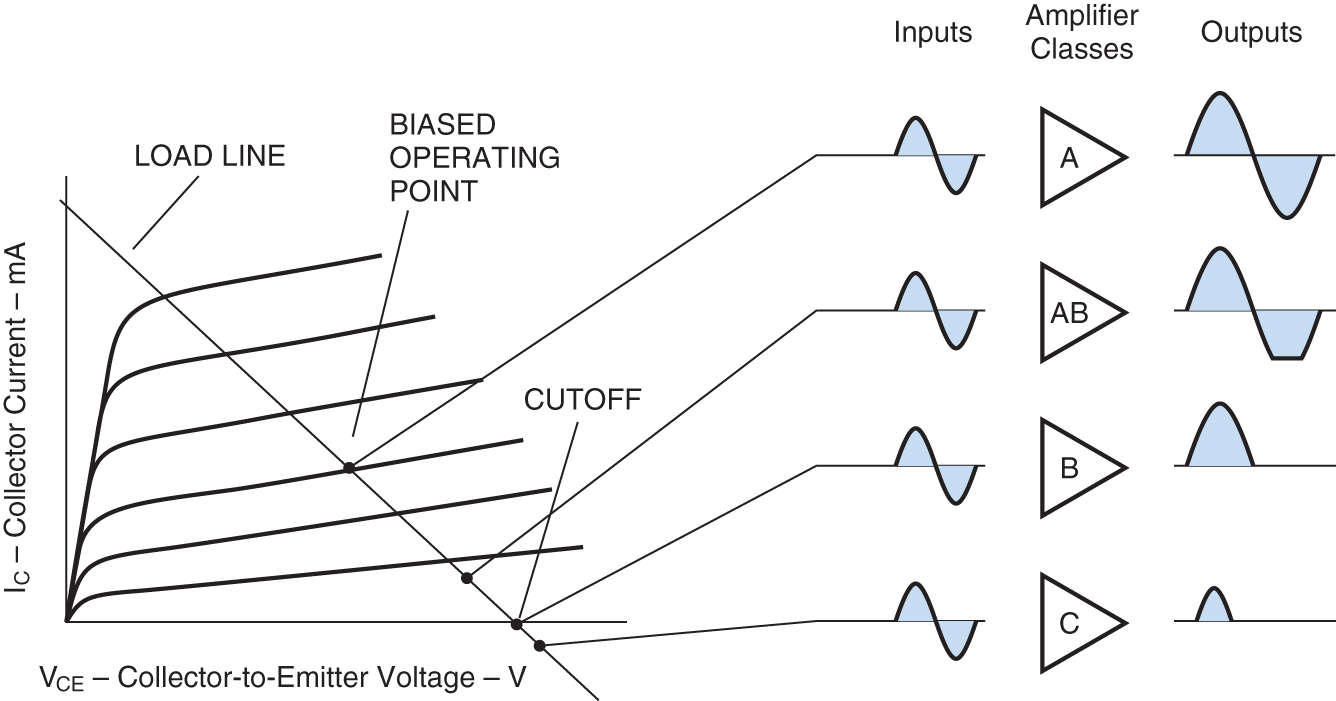 Inputs
Amplifier
Classes
Outputs
LOAD LINE
BIASED
OPERATING
POINT
CUTOFF
A
AB
B
C
IC – Collector Current – mA
VCE – Collector-to-Emitter Voltage – V